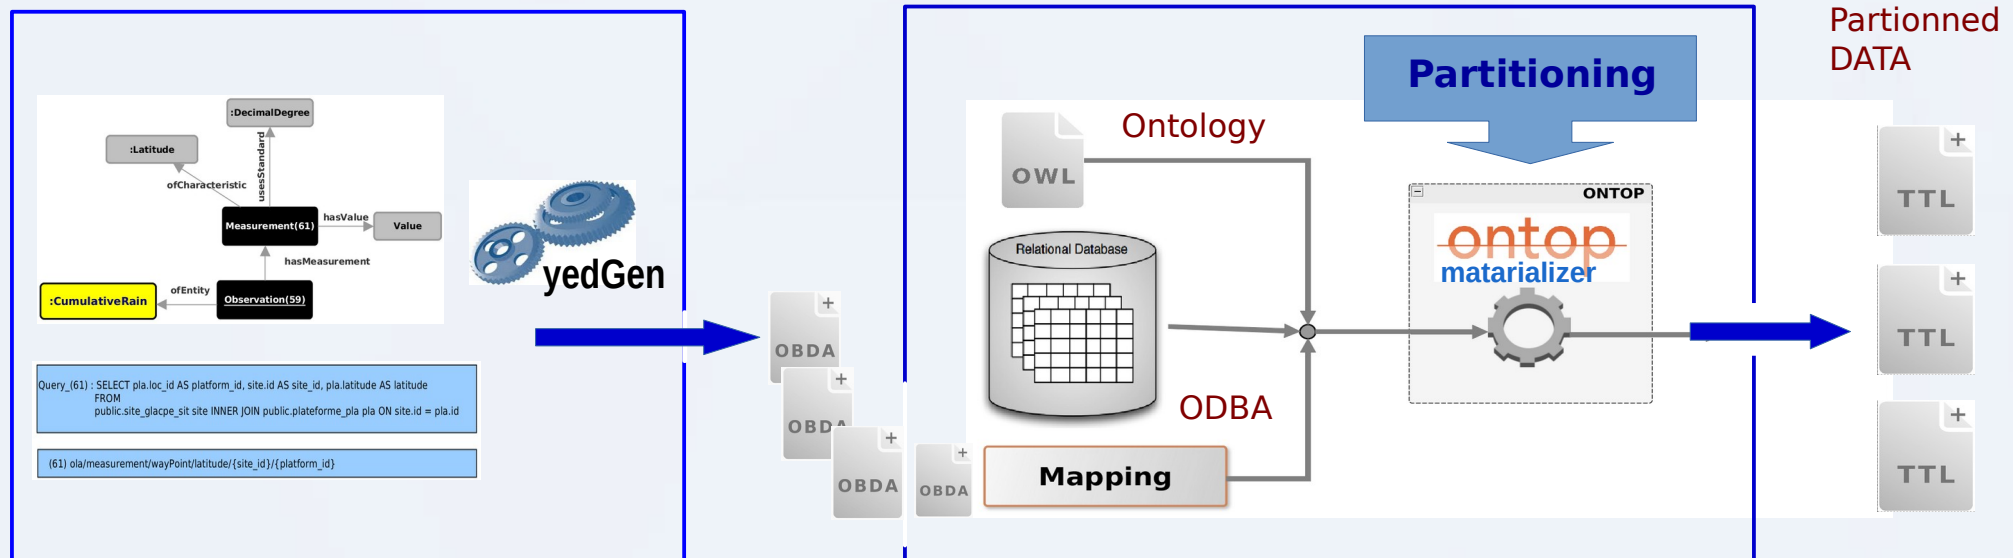 :DecimalDegree
:Latitude
usesStandard
ofCharacteristic
Measurement(61)
hasValue
Value
hasMeasurement
:CumulativeRain
ofEntity
Observation(59)
Query_(61) : SELECT pla.loc_id AS platform_id, site.id AS site_id, pla.latitude AS latitude
FROM
public.site_glacpe_sit site INNER JOIN public.plateforme_pla pla ON site.id = pla.id
(61) ola/measurement/wayPoint/latitude/{site_id}/{platform_id}
yedGen
OBDA
OBDA
OBDA
OBDA
OWL
Ontology
Relational Database
ODBA
Mapping
Partitioning
ONTOP
ontop
matarializer
Partionned
DATA
TTL
TTL
TTL